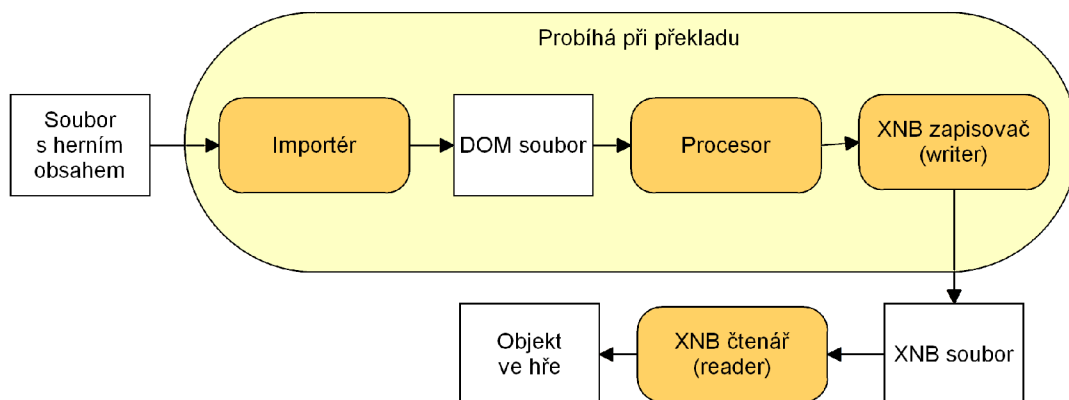 Probíhá při překladu
Soubor
s herním
obsahem
Importér
DOM soubor
Procesor
XNB zapisovač
(writer)
Objekt
ve hře
XNB čtenář
(reader)
XNB soubor